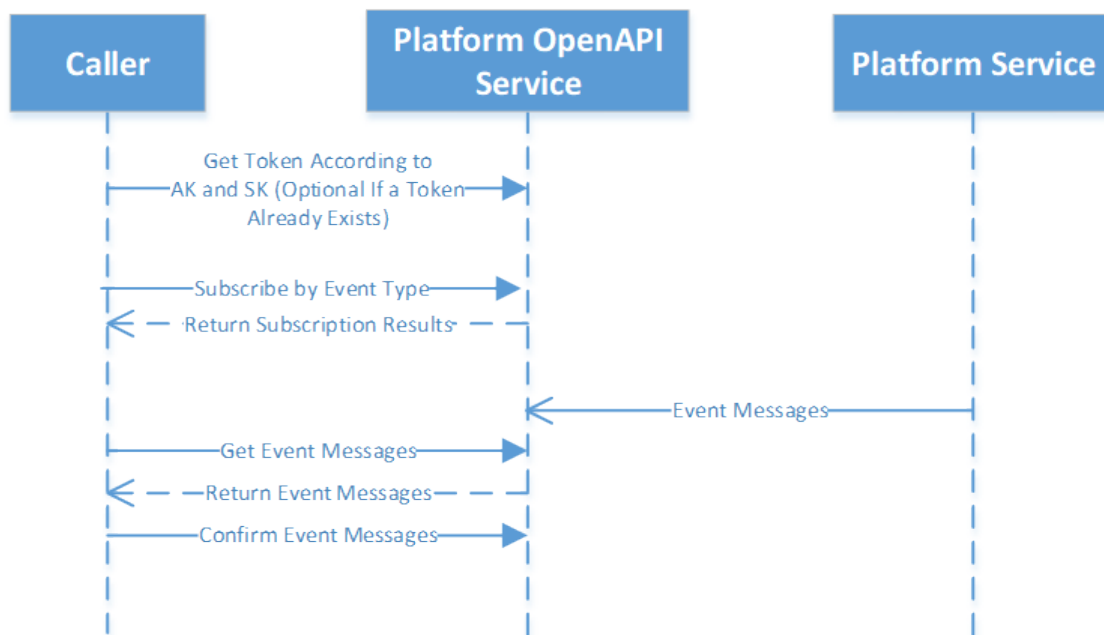 Caller
Platform OpenAPI
Service
Platform Service
Get Token According to
AK and SK (Optional If a Token
Already Exists)
Subscribe by Event Type
Return Subscription Results
Event Messages
Get Event Messages
Return Event Messages
Confirm Event Messages